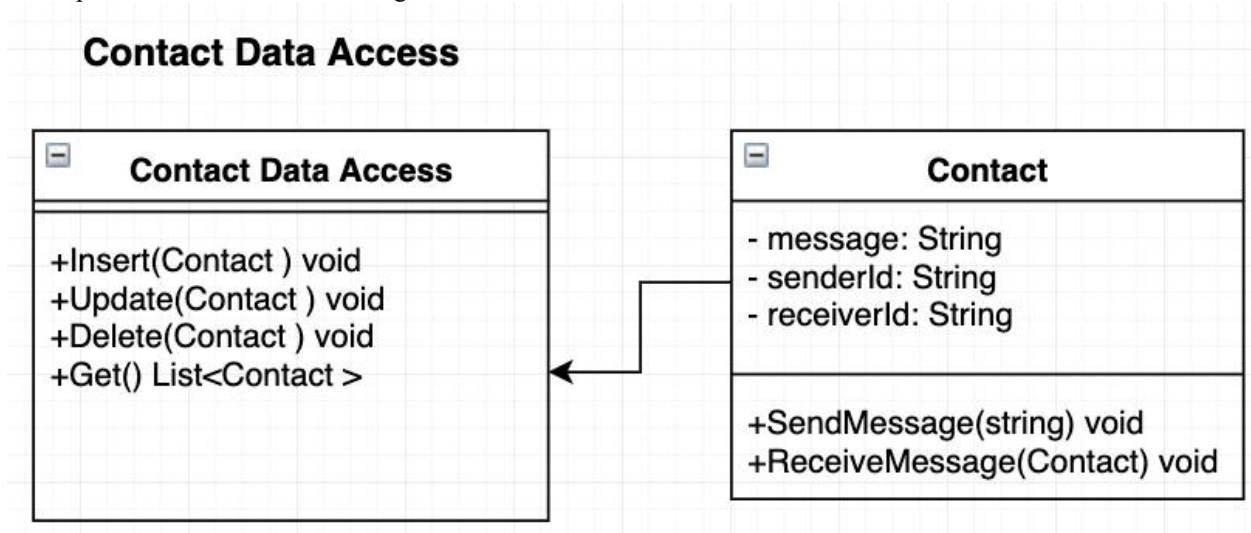 Contact Data Access
Contact Data Access
+Insert(Contact ) void
+Update(Contact ) void
+Delete(Contact ) void
+Get() List<Contact >
Contact
- message: String
- senderId: String
- receiverId: String
+SendMessage(string) void
+ReceiveMessage(Contact) void